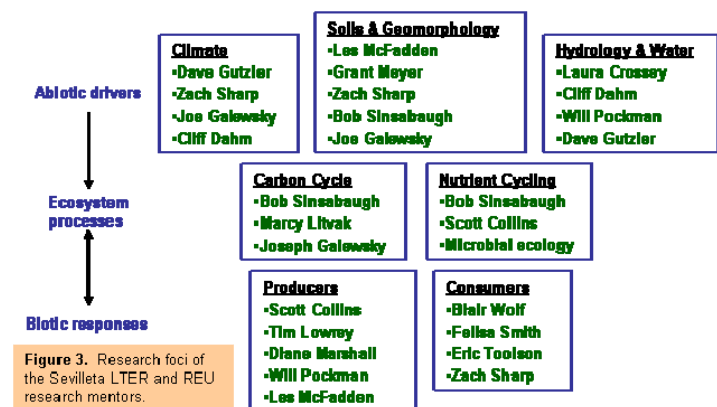 Climate
▪Dave Gutzler
▪Zach Sharp
▪Joe Galewsky
▪Cliff Dahm
Soils & Geomorphology
▪Les McFadden
▪Grant Meyer
▪Zach Sharp
▪Bob Sinsabaugh
▪Joe Galewsky
Hydrology & Water
▪Laura Crossey
▪Cliff Dahm
▪Will Pockman
▪Dave Gutzler
Abiotic drivers
Carbon Cycle
▪Bob Sinsabaugh
▪Marcy Litvak
▪Joseph Galewsky
Nutrient Cycling
▪Bob Sinsabaugh
▪Scott Collins
▪Microbial ecology
Ecosystem
processes
Producers
▪Scott Collins
▪Tim Lowrey
▪Diane Marshall
▪Will Pockman
▪Les McFadden
Consumers
▪Blair Wolf
▪Felisa Smith
▪Eric Toolson
▪Zach Sharp
Biotic responses
Figure 3. Research foci of
the Sevilleta LTER and REU
research mentors.